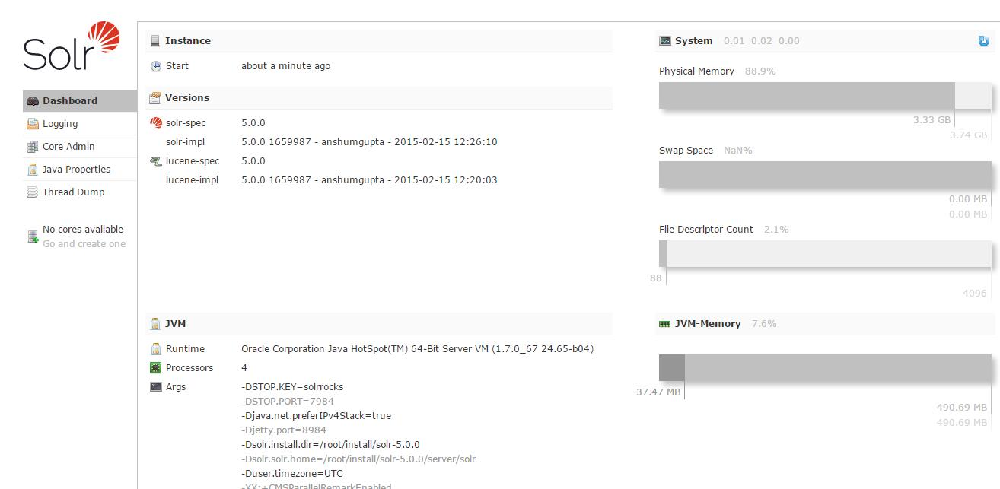 Solr
Dashboard
Logging
Core Admin
Java Properties
Thread Dump
No cores available
Go and create one
Instance
Start about a minute ago
Versions
solr-spec 5.0.0
solr-impl 5.0.0 1659987 - anshumgupta - 2015-02-15 12:26:10
lucene-spec 5.0.0
lucene-impl 5.0.0 1659987 - anshumgupta - 2015-02-15 12:20:03
System 0.01 0.02 0.00
Physical Memory 88.9%
3.33 GB
3.74 GB
Swap Space NaN%
0.00 MB
0.00 MB
File Descriptor Count 2.1%
88
4096
JVM
Runtime Oracle Corporation Java HotSpot(TM) 64-Bit Server VM (1.7.0_67 24.65-b04)
Processors 4
Args -DSTOP.KEY=solrrocks
-DSTOP.PORT=7984
-Djava.net.preferIPv4Stack=true
-Djetty.port=8984
-Dsolr.install.dir=/root/install/solr-5.0.0
-Dsolr.solr.home=/root/install/solr-5.0.0/server/solr
-Duser.timezone=UTC
-XX:+CMSParallelRemarkEnabled
JVM-Memory 7.6%
37.47 MB
490.69 MB
490.69 MB